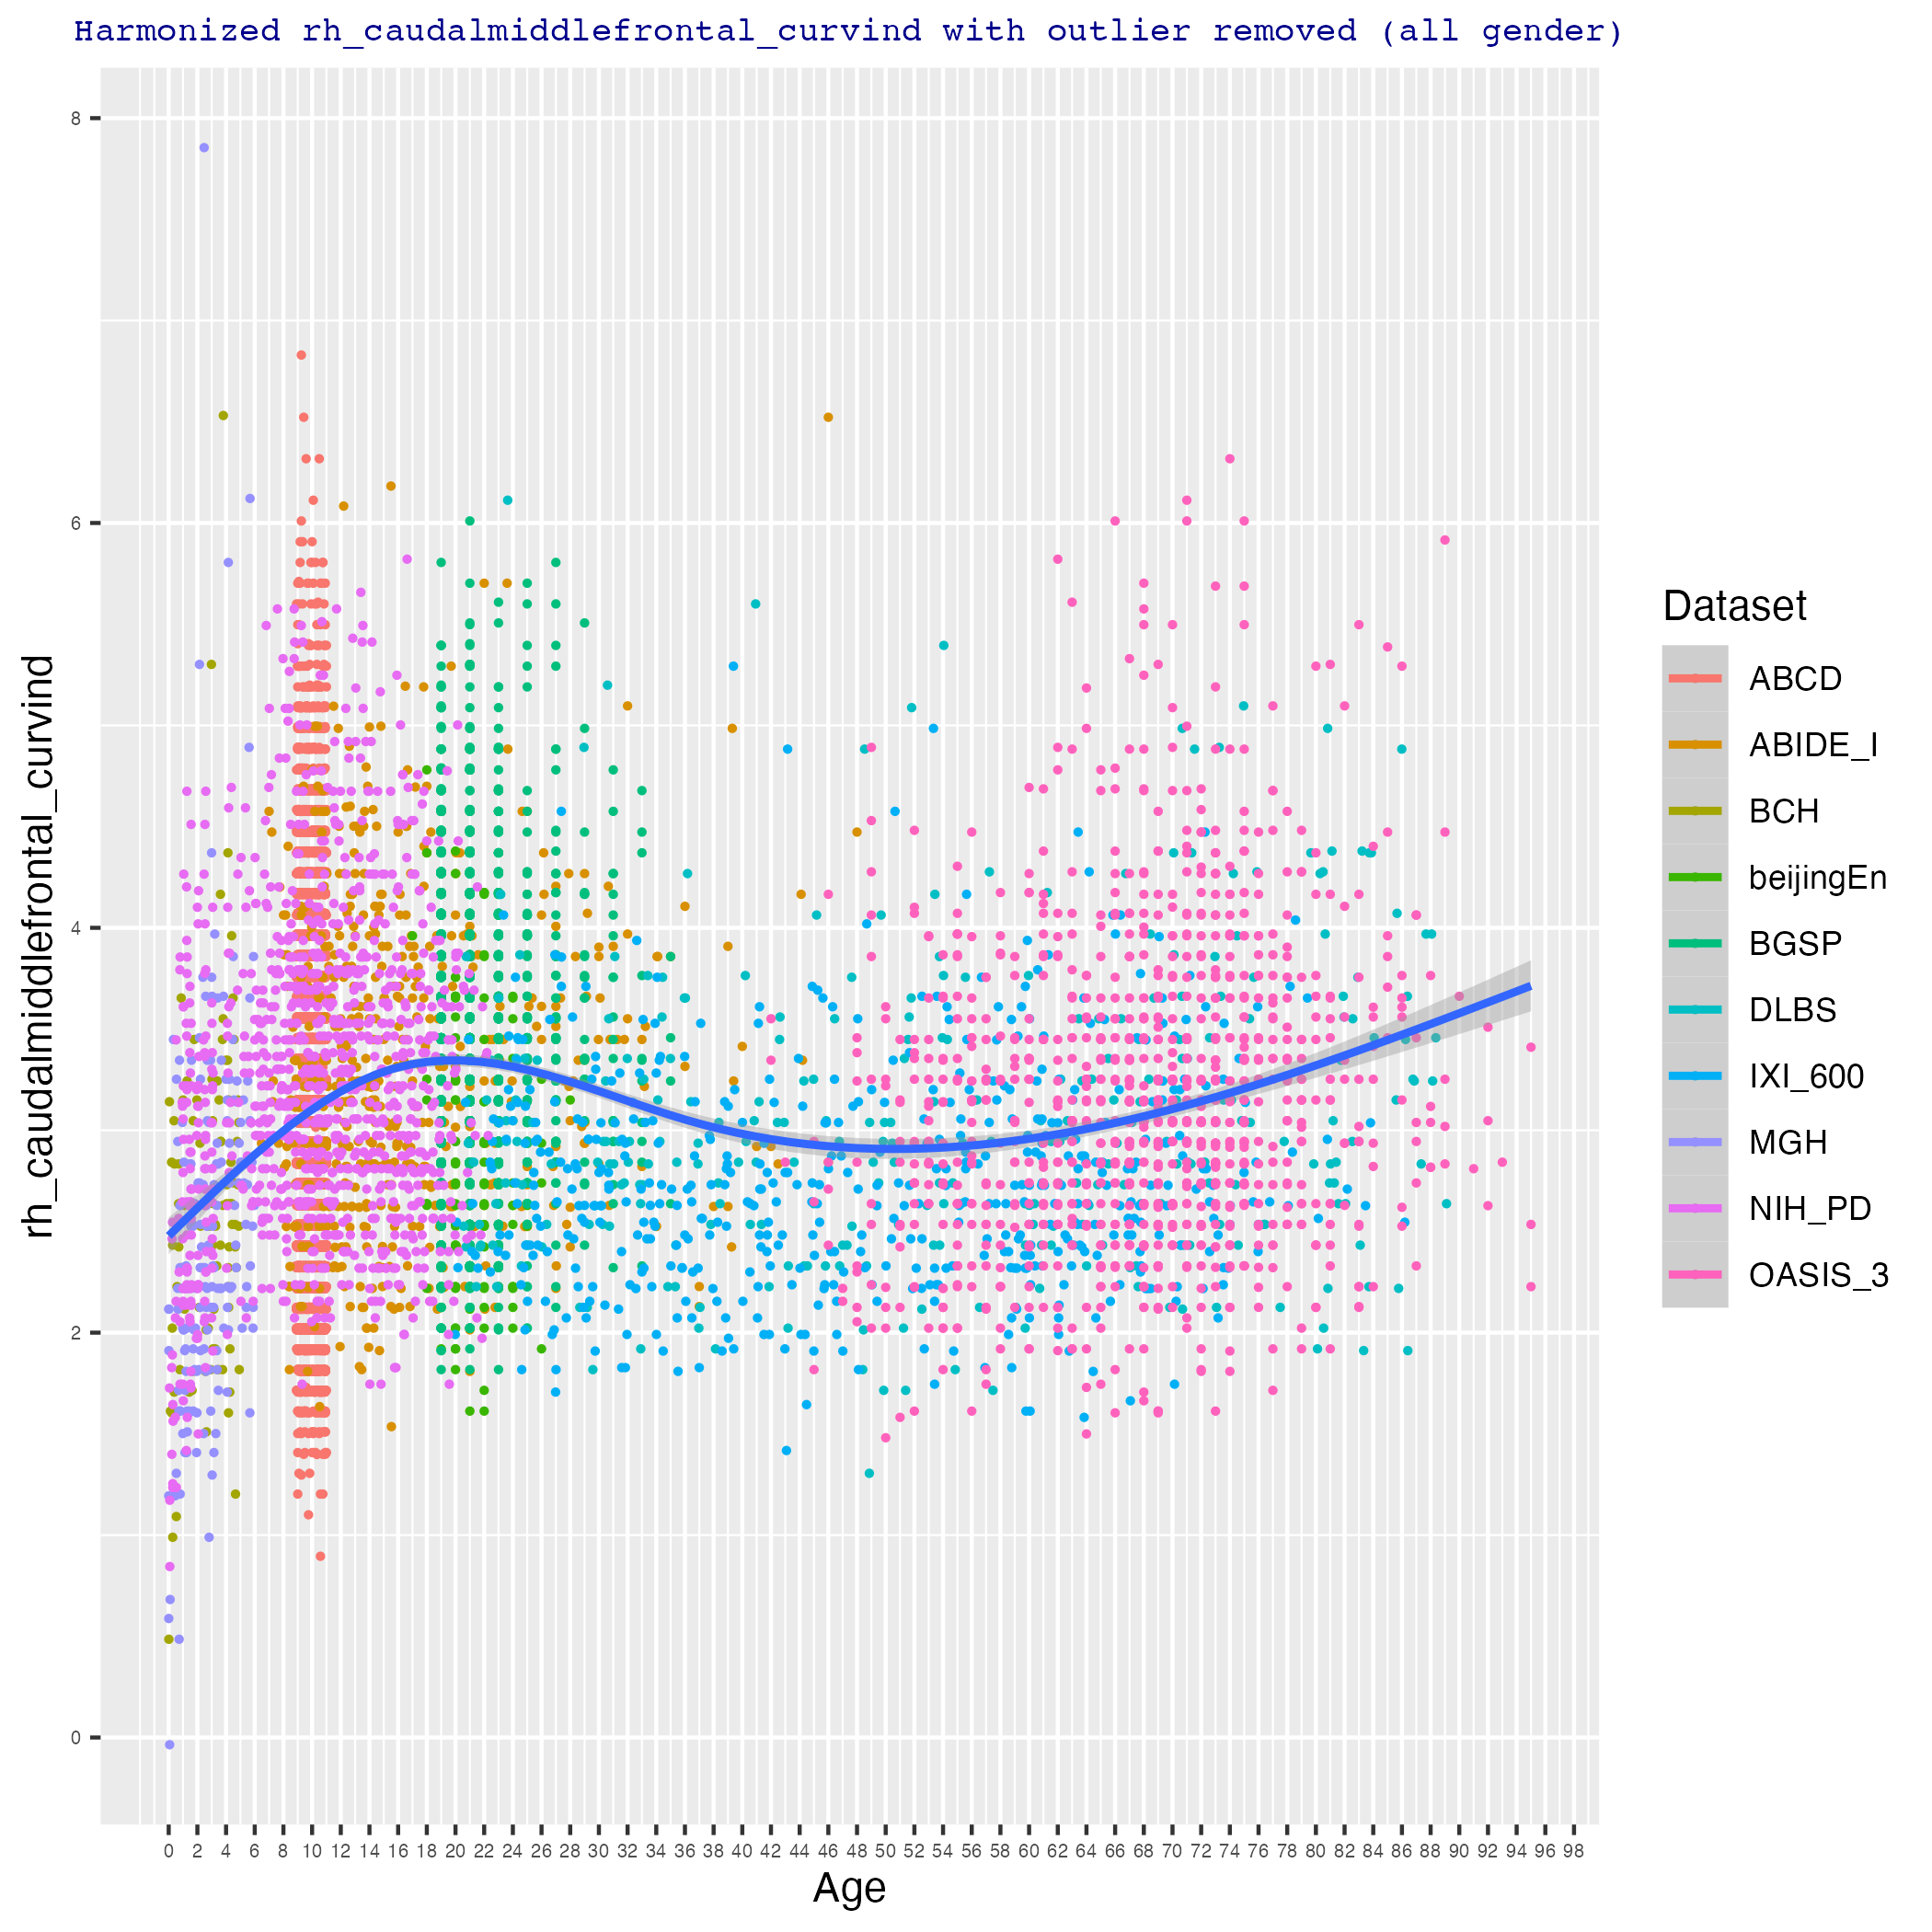 Harmonized rh_caudalmiddlefrontal_curvind with outlier removed (all gender)
rh_caudalmiddlefrontal_curvind
8
6
4
2
0
0 2 4 6 8 10 12 14 16 18 20 22 24 26 28 30 32 34 36 38 40 42 44 46 48 50 52 54 56 58 60 62 64 66 68 70 72 74 76 78 80 82 84 86 88 90 92 94 96 98
Age
Dataset
ABCD
ABIDE_I
BCH
beijingEn
BGSP
DLBS
IXI_600
MGH
NIH_PD
OASIS_3